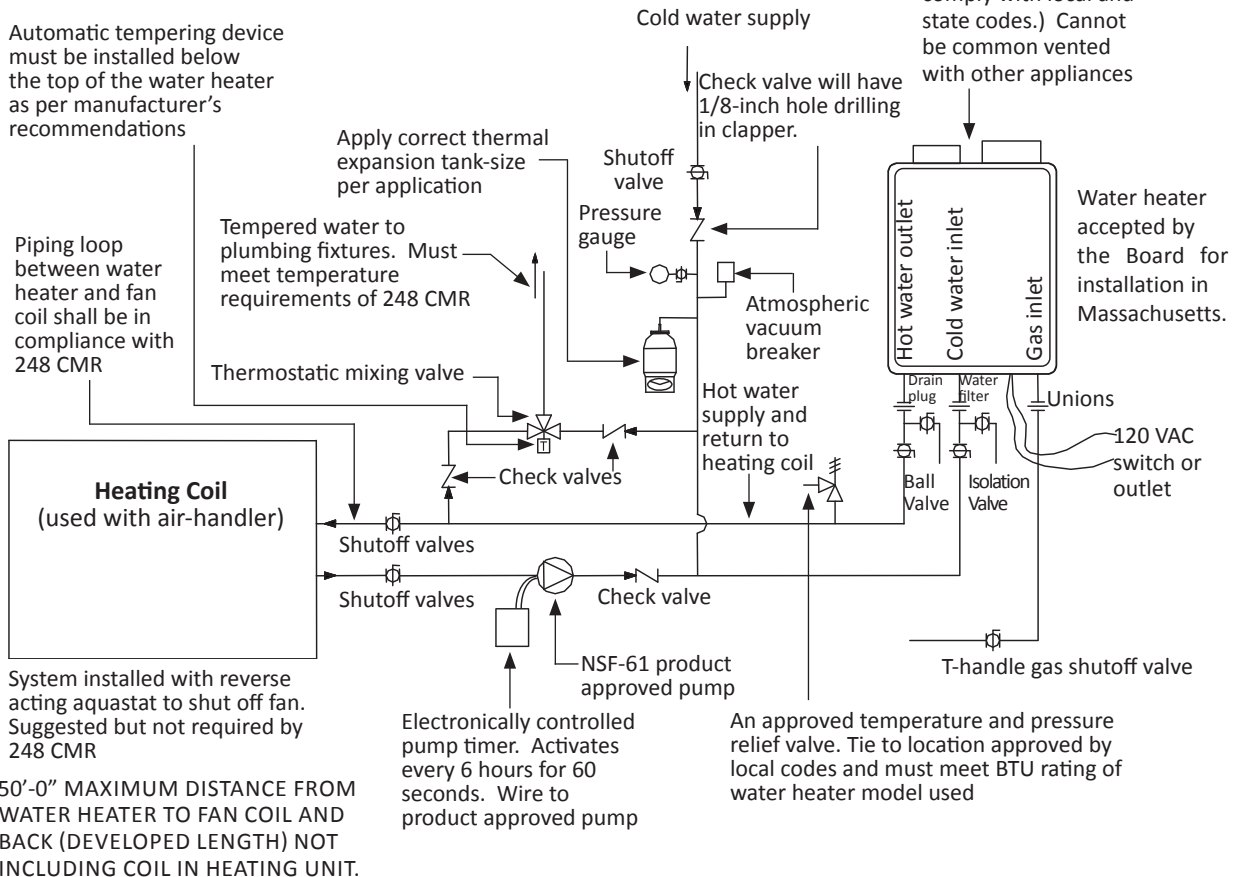 comply with local and
state codes.) Cannot
be common vented
with other appliances
Cold water supply
Automatic tempering device
must be installed below
the top of the water heater
as per manufacturer’s
recommendations
Check valve will have
1/8-inch hole drilling
in clapper.
Apply correct thermal
expansion tank-size
per application
Shutoff
valve
Pressure
gauge
Water heater
accepted by
the Board for
installation in
Massachusetts.
Tempered water to
plumbing fixtures. Must
meet temperature
requirements of 248 CMR
Piping loop
between water
heater and fan
coil shall be in
compliance with
248 CMR
Atmospheric
vacuum
breaker
Hot water outlet
Cold water inlet
Gas inlet
Thermostatic mixing valve
Drain
plug
Water
filter
Unions
Hot water
supply and
return to
heating coil
120 VAC
switch or
outlet
T
Check valves
Ball
Valve
Isolation
Valve
Heating Coil
(used with air-handler)
Shutoff valves
Shutoff valves
Check valve
NSF-61 product
approved pump
T-handle gas shutoff valve
System installed with reverse
acting aquastat to shut off fan.
Suggested but not required by
248 CMR
Electronically controlled
pump timer. Activates
every 6 hours for 60
seconds. Wire to
product approved pump
An approved temperature and pressure
relief valve. Tie to location approved by
local codes and must meet BTU rating of
water heater model used
50’-0” MAXIMUM DISTANCE FROM
WATER HEATER TO FAN COIL AND
BACK (DEVELOPED LENGTH) NOT
INCLUDING COIL IN HEATING UNIT.